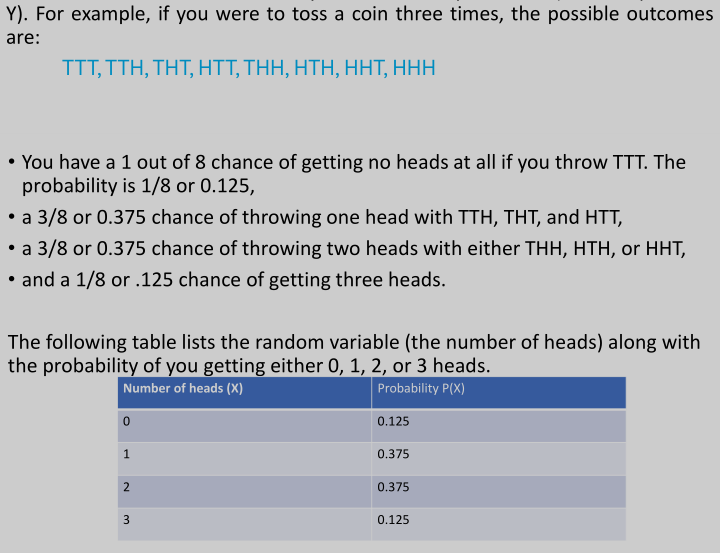 Y). For example, if you were to toss a coin three times, the possible outcomes
are:
TTT, TTH, THT, HTT, THH, HTH, HHT, HHH
• You have a 1 out of 8 chance of getting no heads at all if you throw TTT. The
probability is 1/8 or 0.125,
• a 3/8 or 0.375 chance of throwing one head with TTH, THT, and HTT,
• a 3/8 or 0.375 chance of throwing two heads with either THH, HTH, or HHT,
• and a 1/8 or .125 chance of getting three heads.
The following table lists the random variable (the number of heads) along with
the probability of you getting either 0, 1, 2, or 3 heads.
Number of heads (X) Probability P(X)
0 0.125
1 0.375
2 0.375
3 0.125